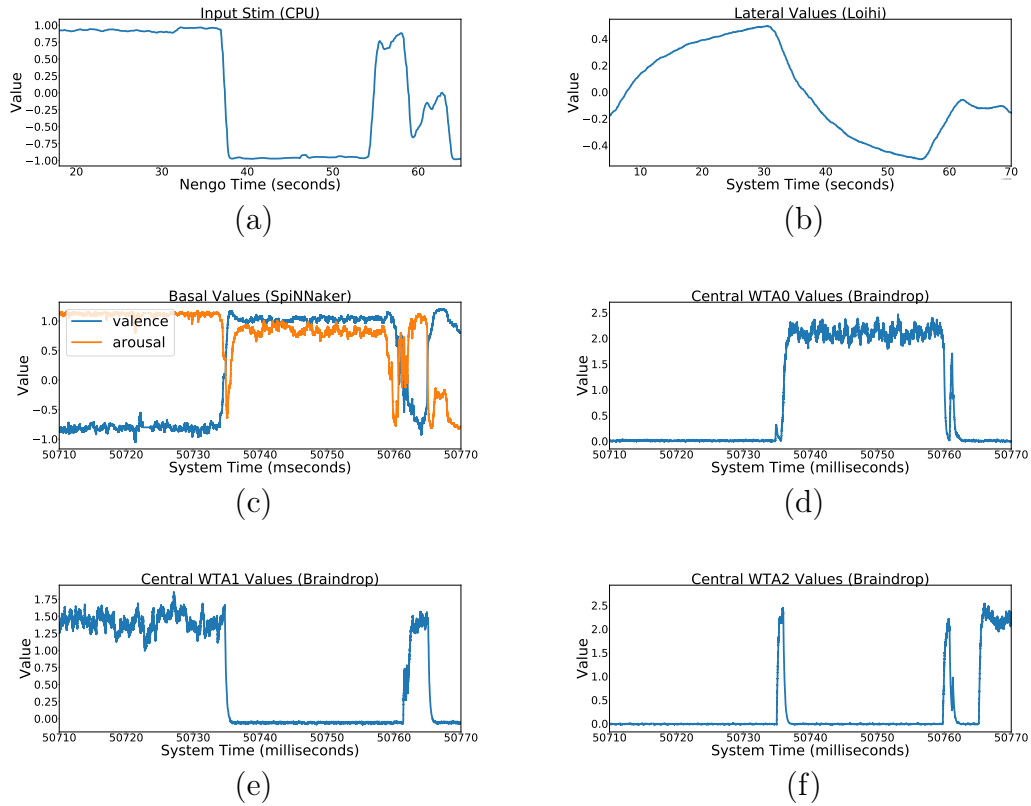 Input Stim (CPU)
Value
1.00
0.75
0.50
0.25
0.00
−0.25
−0.50
−0.75
−1.00
20 30 40 50 60
Nengo Time (seconds)
(a)
Lateral Values (Loihi)
Value
0.4
0.2
0.0
−0.2
−0.4
10 20 30 40 50 60 70
System Time (seconds)
(b)
Basal Values (SpiNNaker)
Value
1.0
0.5
0.0
−0.5
−1.0
valence
arousal
50710 50720 50730 50740 50750 50760 50770
System Time (mseconds)
(c)
Central WTA0 Values (Braindrop)
Value
2.5
2.0
1.5
1.0
0.5
0.0
50710 50720 50730 50740 50750 50760 50770
System Time (milliseconds)
(d)
Central WTA1 Values (Braindrop)
Value
1.75
1.50
1.25
1.00
0.75
0.50
0.25
0.00
50710 50720 50730 50740 50750 50760 50770
System Time (milliseconds)
(e)
Central WTA2 Values (Braindrop)
Value
2.5
2.0
1.5
1.0
0.5
0.0
50710 50720 50730 50740 50750 50760 50770
System Time (milliseconds)
(f)